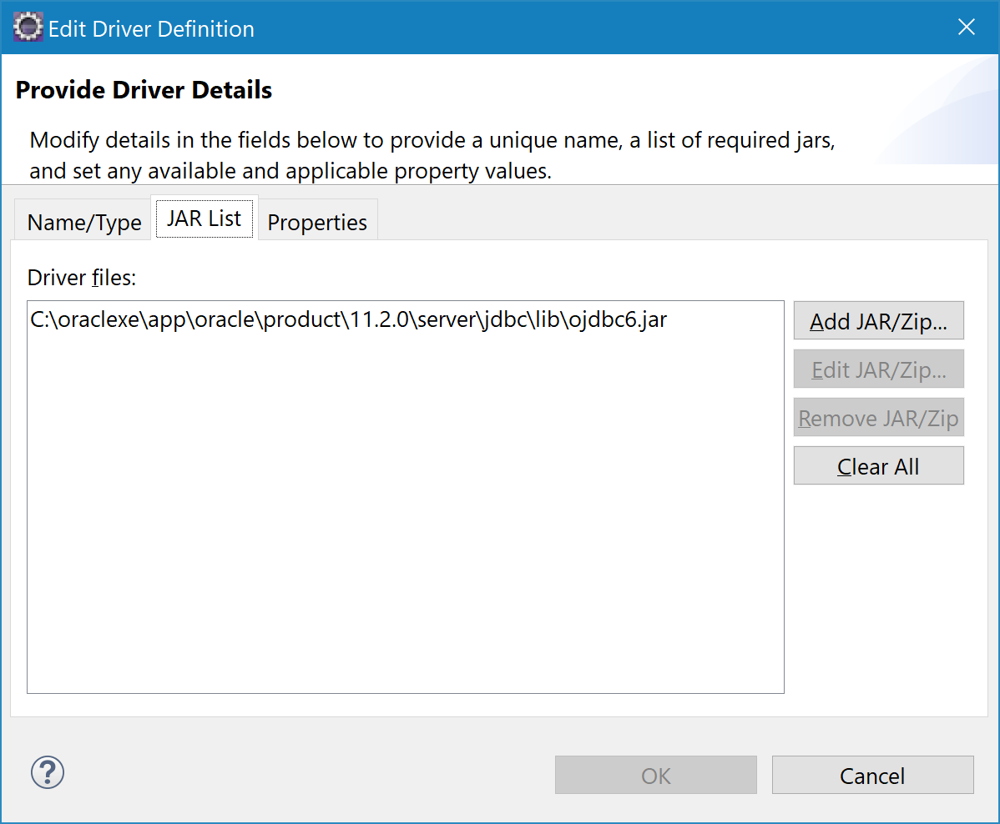 Edit Driver Definition
Provide Driver Details
Modify details in the fields below to provide a unique name, a list of required jars,
and set any available and applicable property values.
Name/Type
JAR List
Properties
Driver files:
C:\oraclexe\app\oracle\product\11.2.0\server\jdbc\lib\ojdbc6.jar
Add JAR/Zip...
Edit JAR/Zip...
Remove JAR/Zip
Clear All
?
OK
Cancel